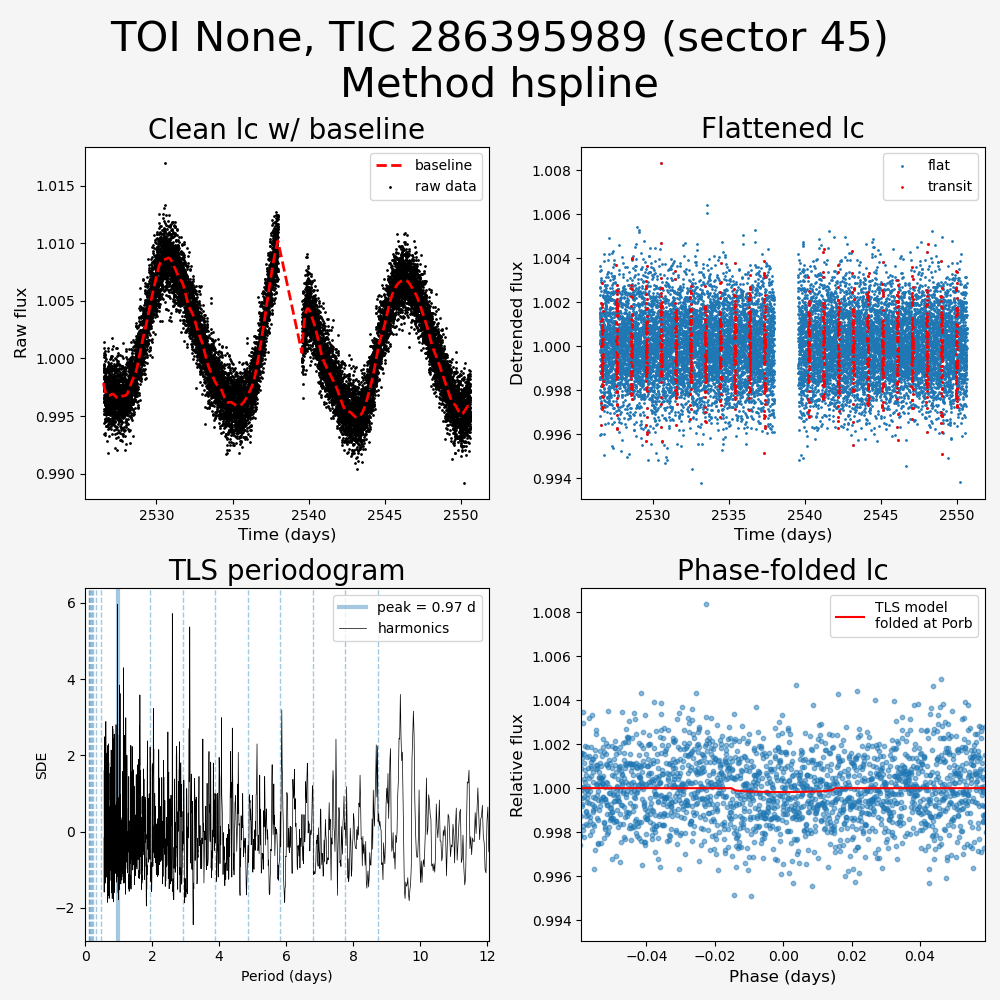 TOI None, TIC 286395989 (sector 45)
Method hspline
Clean lc w/ baseline
Raw flux
1.015
1.010
1.005
1.000
0.995
0.990
baseline
raw data
2530
2535
2540
2545
2550
Time (days)
Flattened lc
Detrended flux
1.008
1.006
1.004
1.002
1.000
0.998
0.996
0.994
flat
transit
2530
2535
2540
2545
2550
Time (days)
TLS periodogram
SDE
6
4
2
0
−2
peak = 0.97 d
harmonics
0
2
4
6
8
10
12
Period (days)
Phase-folded lc
Relative flux
1.008
1.006
1.004
1.002
1.000
0.998
0.996
0.994
TLS model
folded at Porb
−0.04
−0.02
0.00
0.02
0.04
Phase (days)